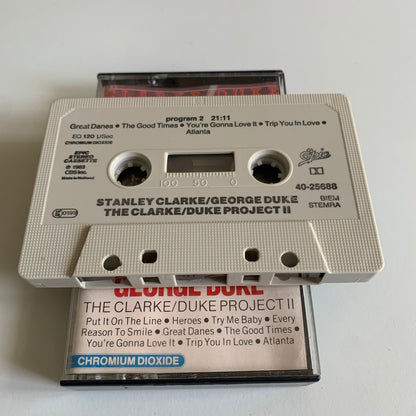 program 2 21:11
Great Danes • The Good Times • You're Gonna Love It • Trip You In Love •
Atlanta
EQ 120 μSec
CHROMIUM DIOXIDE
EPIC
STEREO
CASSETTE
℗ 1983
CBS Inc.
Made in Holland
Epic
40-25688
BIEM
STEMRA
100 50 0
STANLEY CLARKE/GEORGE DUKE
THE CLARKE/DUKE PROJECT II
GEORGE DUKE
THE CLARKE/DUKE PROJECT II
Put It On The Line • Heroes • Try Me Baby • Every
Reason To Smile • Great Danes • The Good Times •
You're Gonna Love It • Trip You In Love • Atlanta
CHROMIUM DIOXIDE